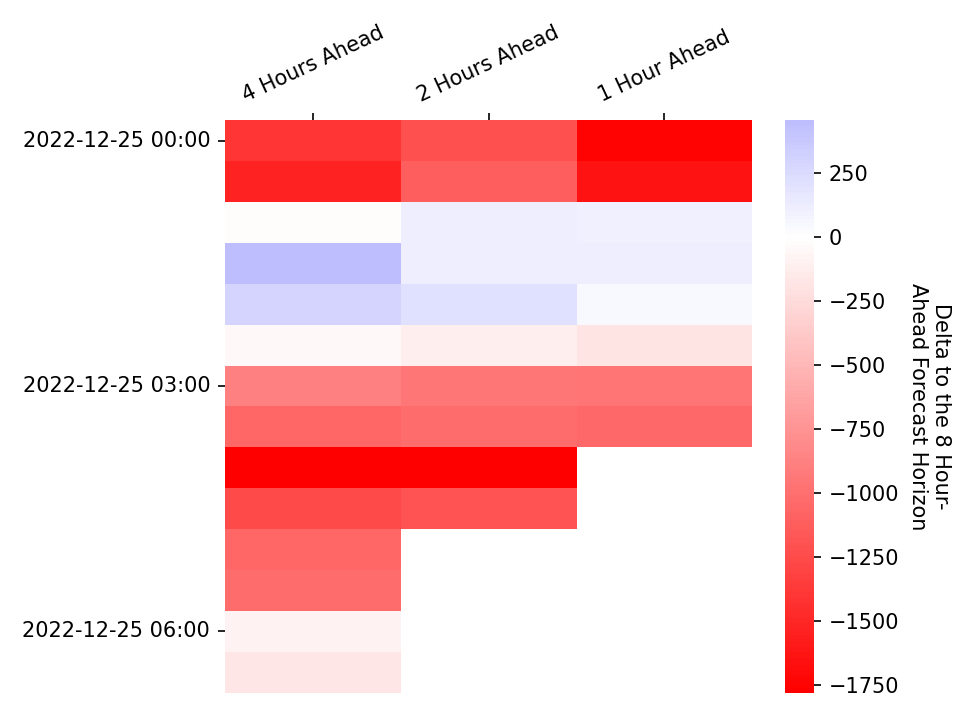 4 Hours Ahead
2 Hours Ahead
1 Hour Ahead
2022-12-25 00:00
2022-12-25 03:00
2022-12-25 06:00
250
0
−250
−500
−750
−1000
−1250
−1500
−1750
Delta to the 8 Hour-
Ahead Forecast Horizon